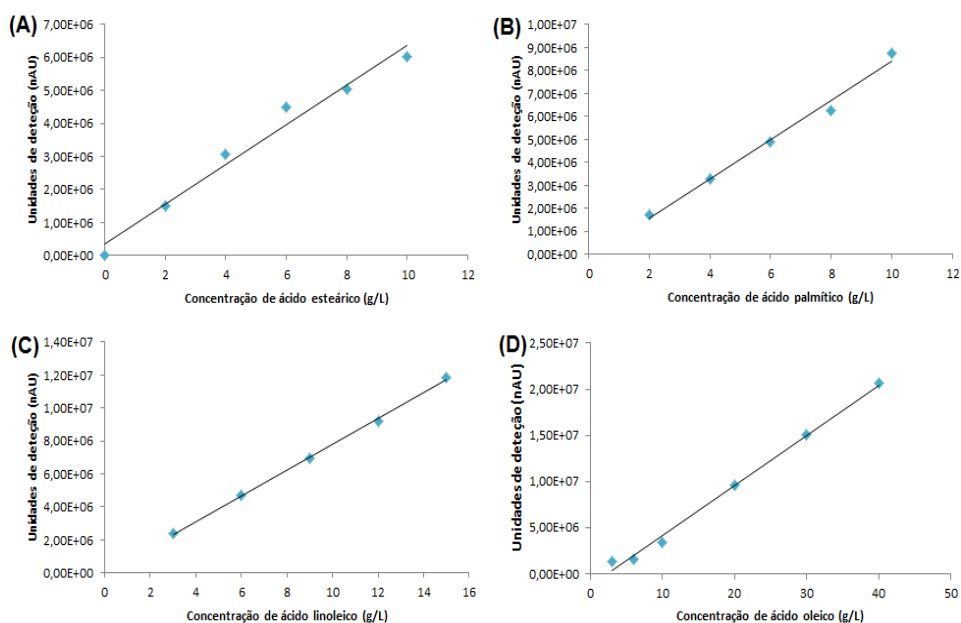 (A)
Unidades de deteção (nAU)
7,00E+06
6,00E+06
5,00E+06
4,00E+06
3,00E+06
2,00E+06
1,00E+06
0,00E+00
0 2 4 6 8 10 12
Concentração de ácido esteárico (g/L)
(B)
Unidades de deteção (nAU)
1,00E+07
9,00E+06
8,00E+06
7,00E+06
6,00E+06
5,00E+06
4,00E+06
3,00E+06
2,00E+06
1,00E+06
0,00E+00
0 2 4 6 8 10 12
Concentração de ácido palmítico (g/L)
(C)
Unidades de deteção (nAU)
1,40E+07
1,20E+07
1,00E+07
8,00E+06
6,00E+06
4,00E+06
2,00E+06
0,00E+00
0 2 4 6 8 10 12 14 16
Concentração de ácido linoleico (g/L)
(D)
Unidades de deteção (nAU)
2,50E+07
2,00E+07
1,50E+07
1,00E+07
5,00E+06
0,00E+00
0 10 20 30 40 50
Concentração de ácido oleico (g/L)